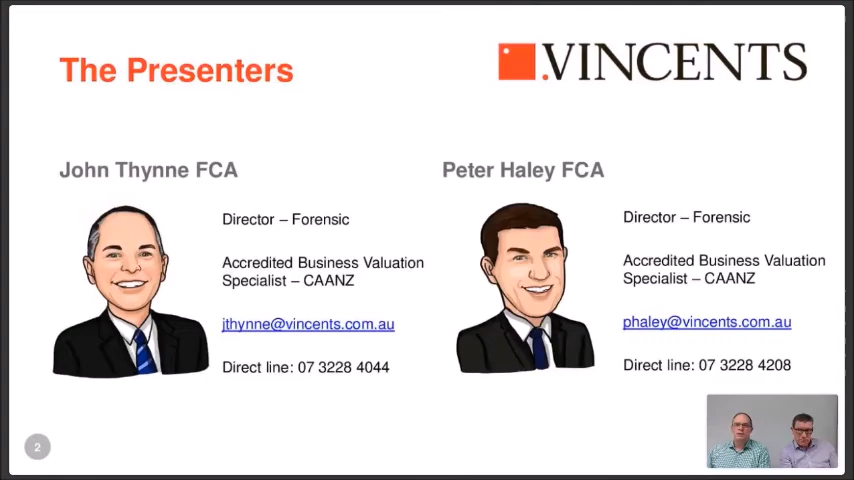 The Presenters
VINCENTS
John Thynne FCA
Director – Forensic
Accredited Business Valuation
Specialist – CAANZ
jthynne@vincents.com.au
Direct line: 07 3228 4044
Peter Haley FCA
Director – Forensic
Accredited Business Valuation
Specialist – CAANZ
phaley@vincents.com.au
Direct line: 07 3228 4208
2